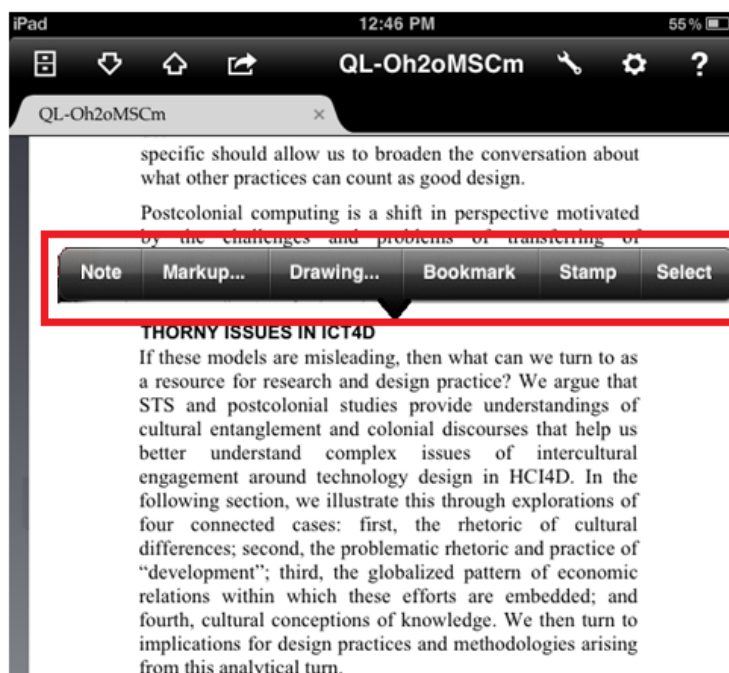 iPad 12:46 PM 55%
QL-Oh2oMSCm ?
QL-Oh2oMSCm ×
specific should allow us to broaden the conversation about
what other practices can count as good design.
Postcolonial computing is a shift in perspective motivated
by the challenges and problems of transferring of
Note Markup... Drawing... Bookmark Stamp Select
THORNY ISSUES IN ICT4D
If these models are misleading, then what can we turn to as
a resource for research and design practice? We argue that
STS and postcolonial studies provide understandings of
cultural entanglement and colonial discourses that help us
better understand complex issues of intercultural
engagement around technology design in HCI4D. In the
following section, we illustrate this through explorations of
four connected cases: first, the rhetoric of cultural
differences; second, the problematic rhetoric and practice of
“development”; third, the globalized pattern of economic
relations within which these efforts are embedded; and
fourth, cultural conceptions of knowledge. We then turn to
implications for design practices and methodologies arising
from this analytical turn.